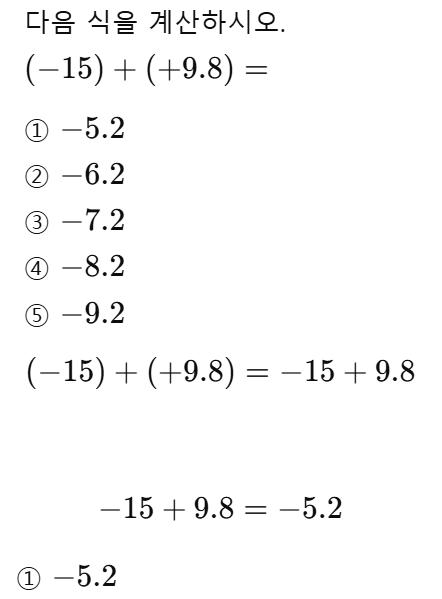 다음 식을 계산하시오.
(−15) + (+9.8) =
① −5.2
② −6.2
③ −7.2
④ −8.2
⑤ −9.2
(−15) + (+9.8) = −15 + 9.8
−15 + 9.8 = −5.2
① −5.2